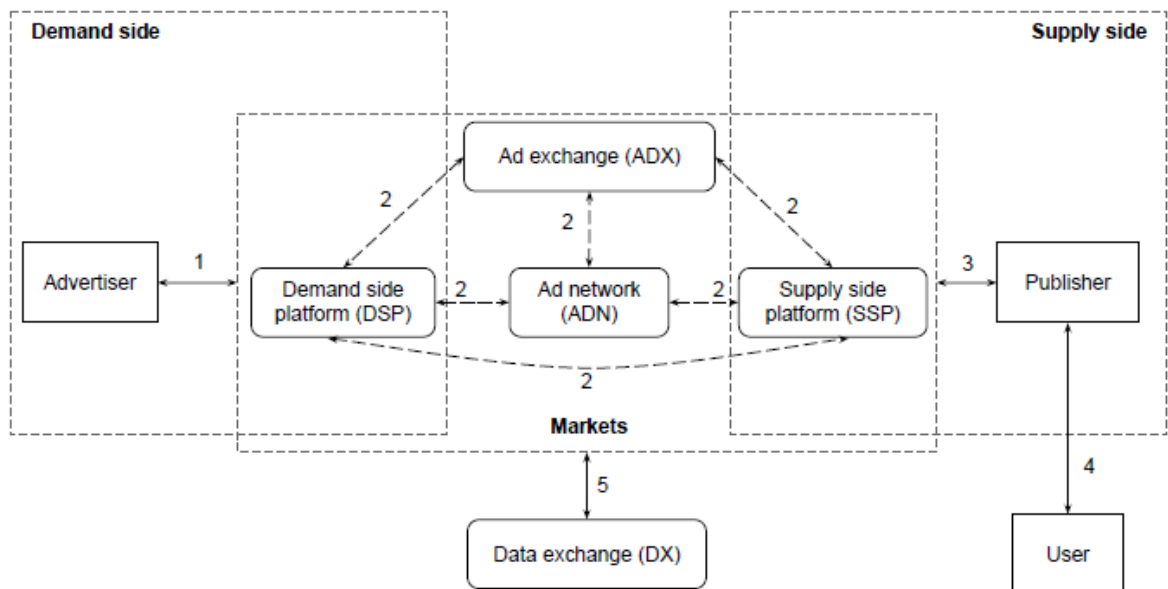 Demand side
Supply side
Ad exchange (ADX)
2
2
2
Advertiser
1
Demand side
platform (DSP)
2
Ad network
(ADN)
2
Supply side
platform (SSP)
3
Publisher
2
Markets
4
5
Data exchange (DX)
User